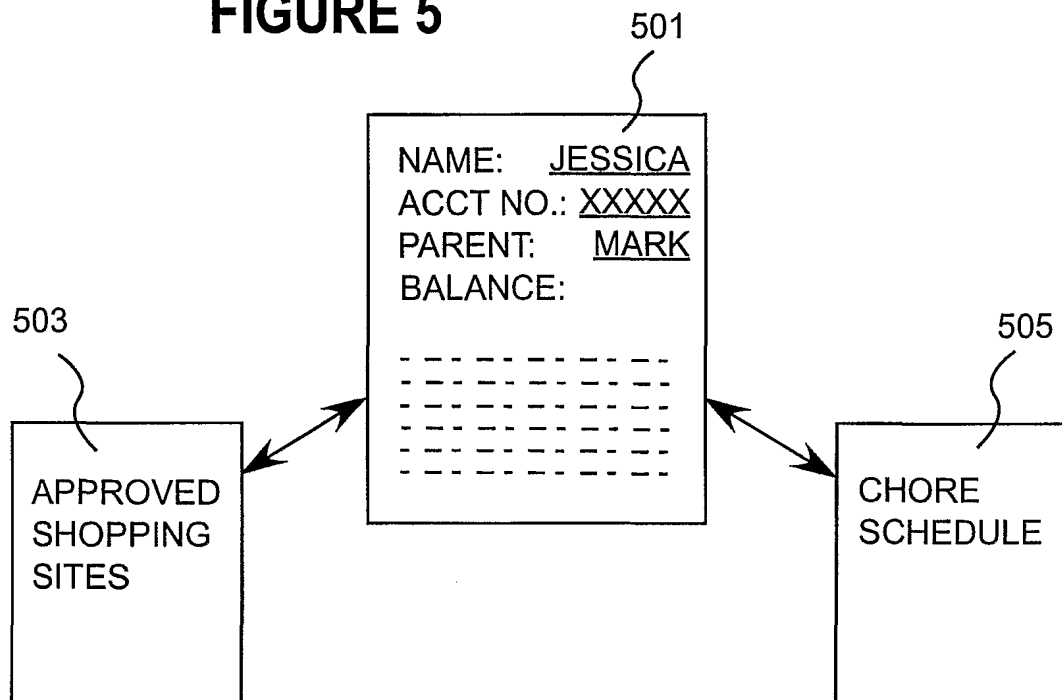 FIGURE 5
501
NAME: JESSICA
ACCT NO.: XXXXX
PARENT: MARK
BALANCE:
503
APPROVED
SHOPPING
SITES
505
CHORE
SCHEDULE